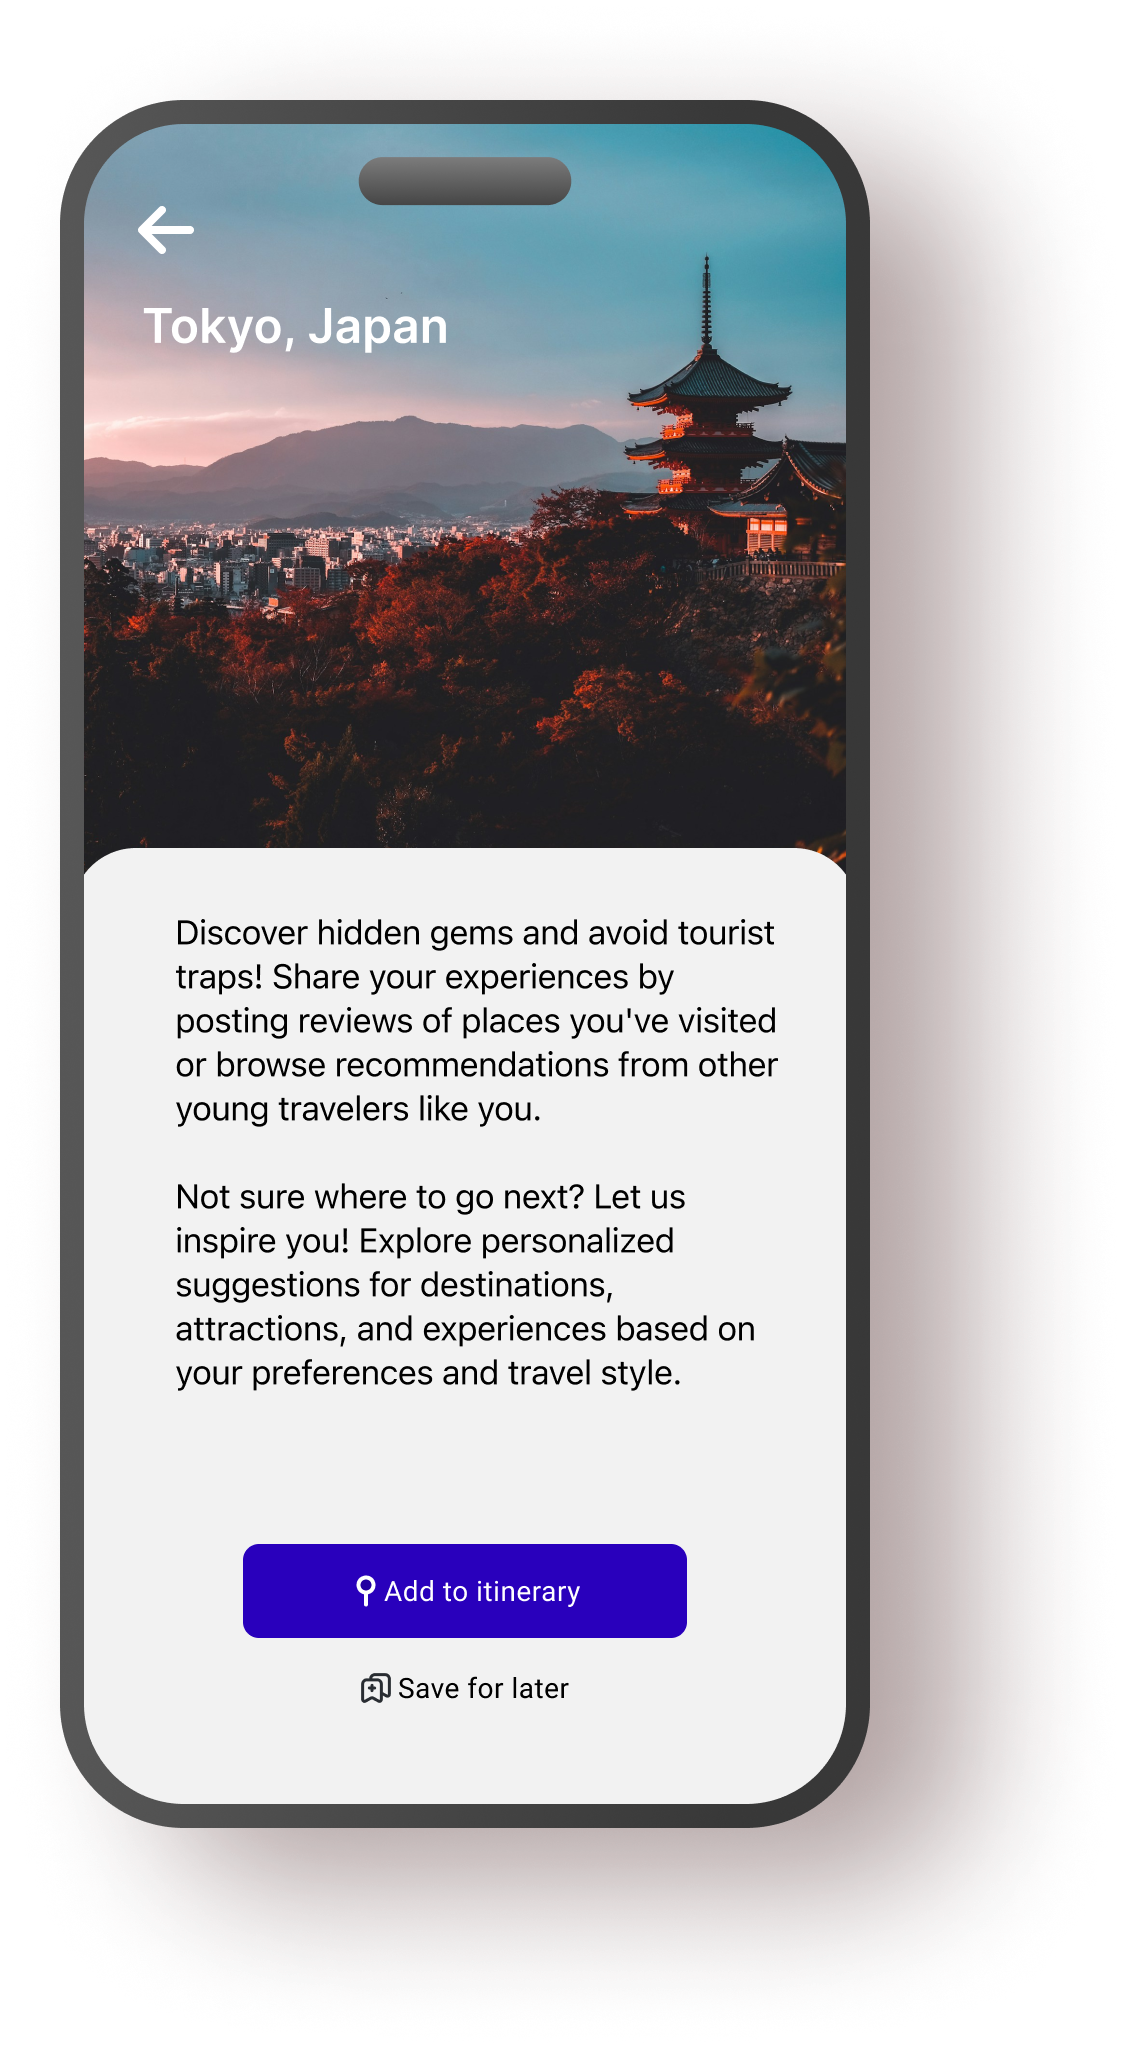 Tokyo, Japan
Discover hidden gems and avoid tourist
traps! Share your experiences by
posting reviews of places you've visited
or browse recommendations from other
young travelers like you.
Not sure where to go next? Let us
inspire you! Explore personalized
suggestions for destinations,
attractions, and experiences based on
your preferences and travel style.
Add to itinerary
Save for later